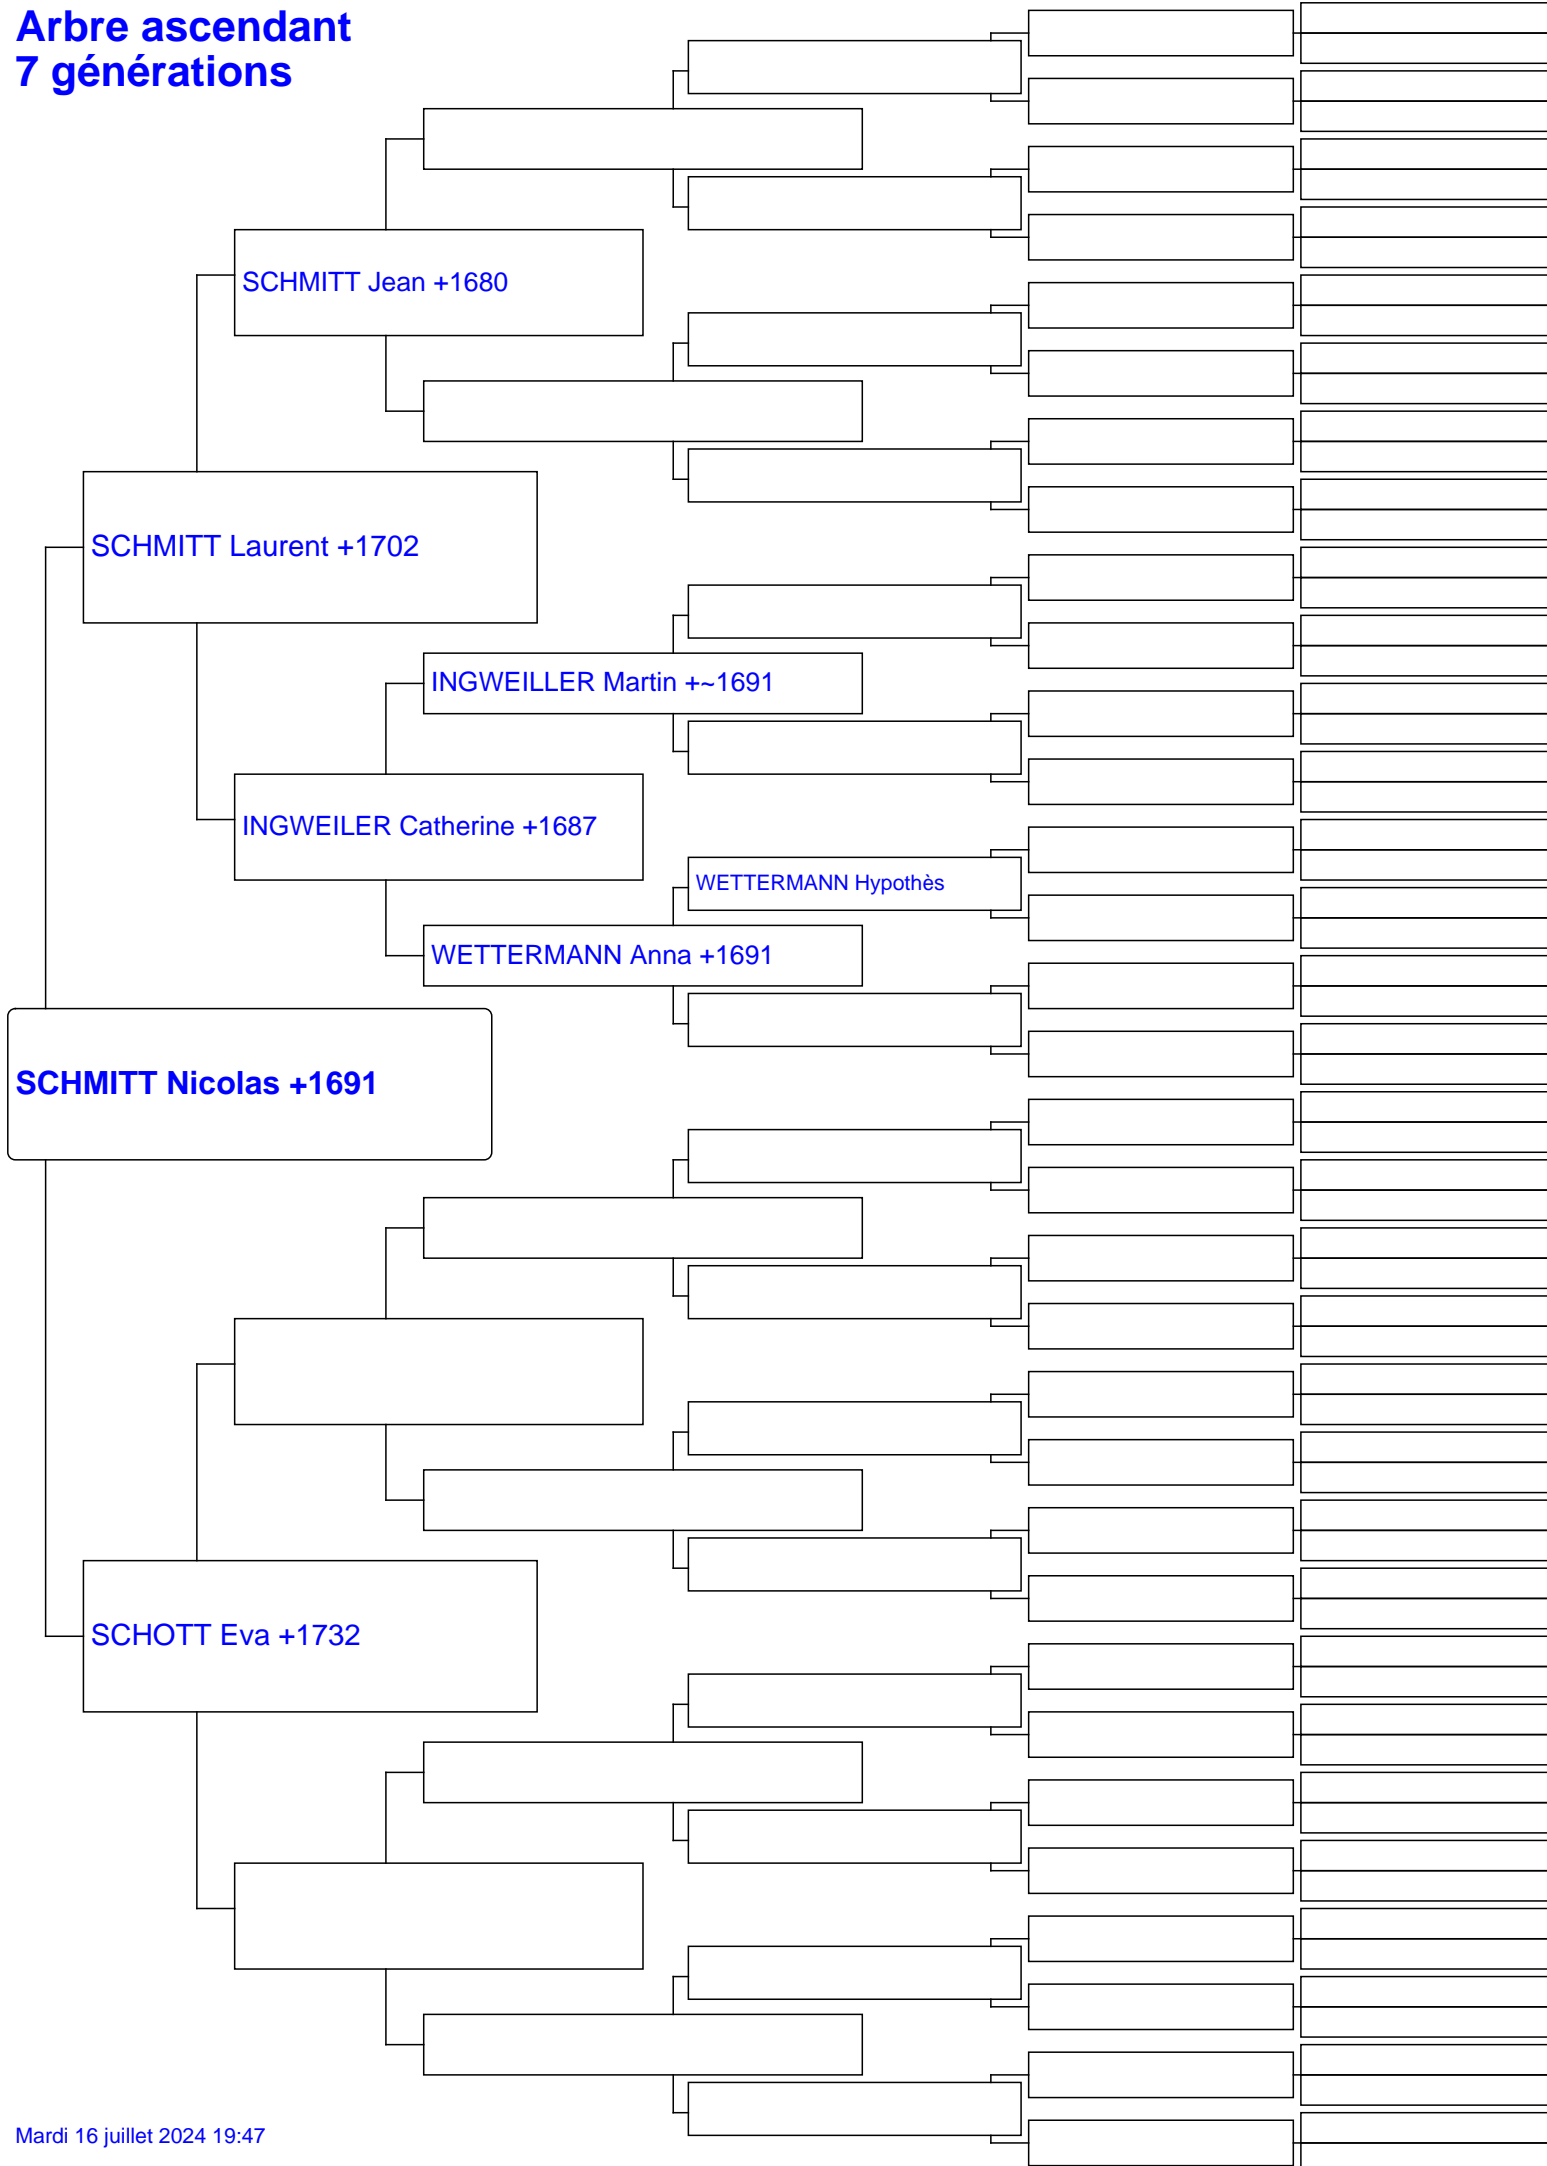 Arbre ascendant
7 générations
SCHMITT Jean +1680
SCHMITT Laurent +1702
INGWEILLER Martin +~1691
INGWEILER Catherine +1687
WETTERMANN Hypothès
WETTERMANN Anna +1691
SCHMITT Nicolas +1691
SCHOTT Eva +1732
Mardi 16 juillet 2024 19:47